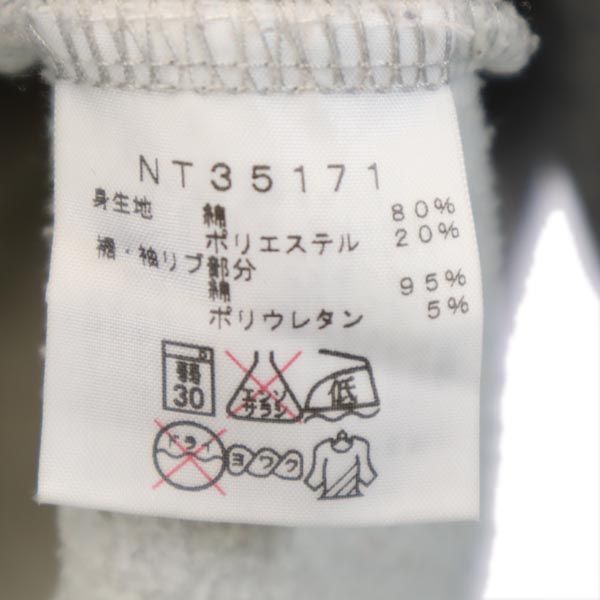 NT35171
身生地 綿 80%
ポリエステル 20%
裾・袖リブ部分
綿 95%
ポリウレタン 5%
弱 30 エンソ サラシ 低
ドライ ヨワク